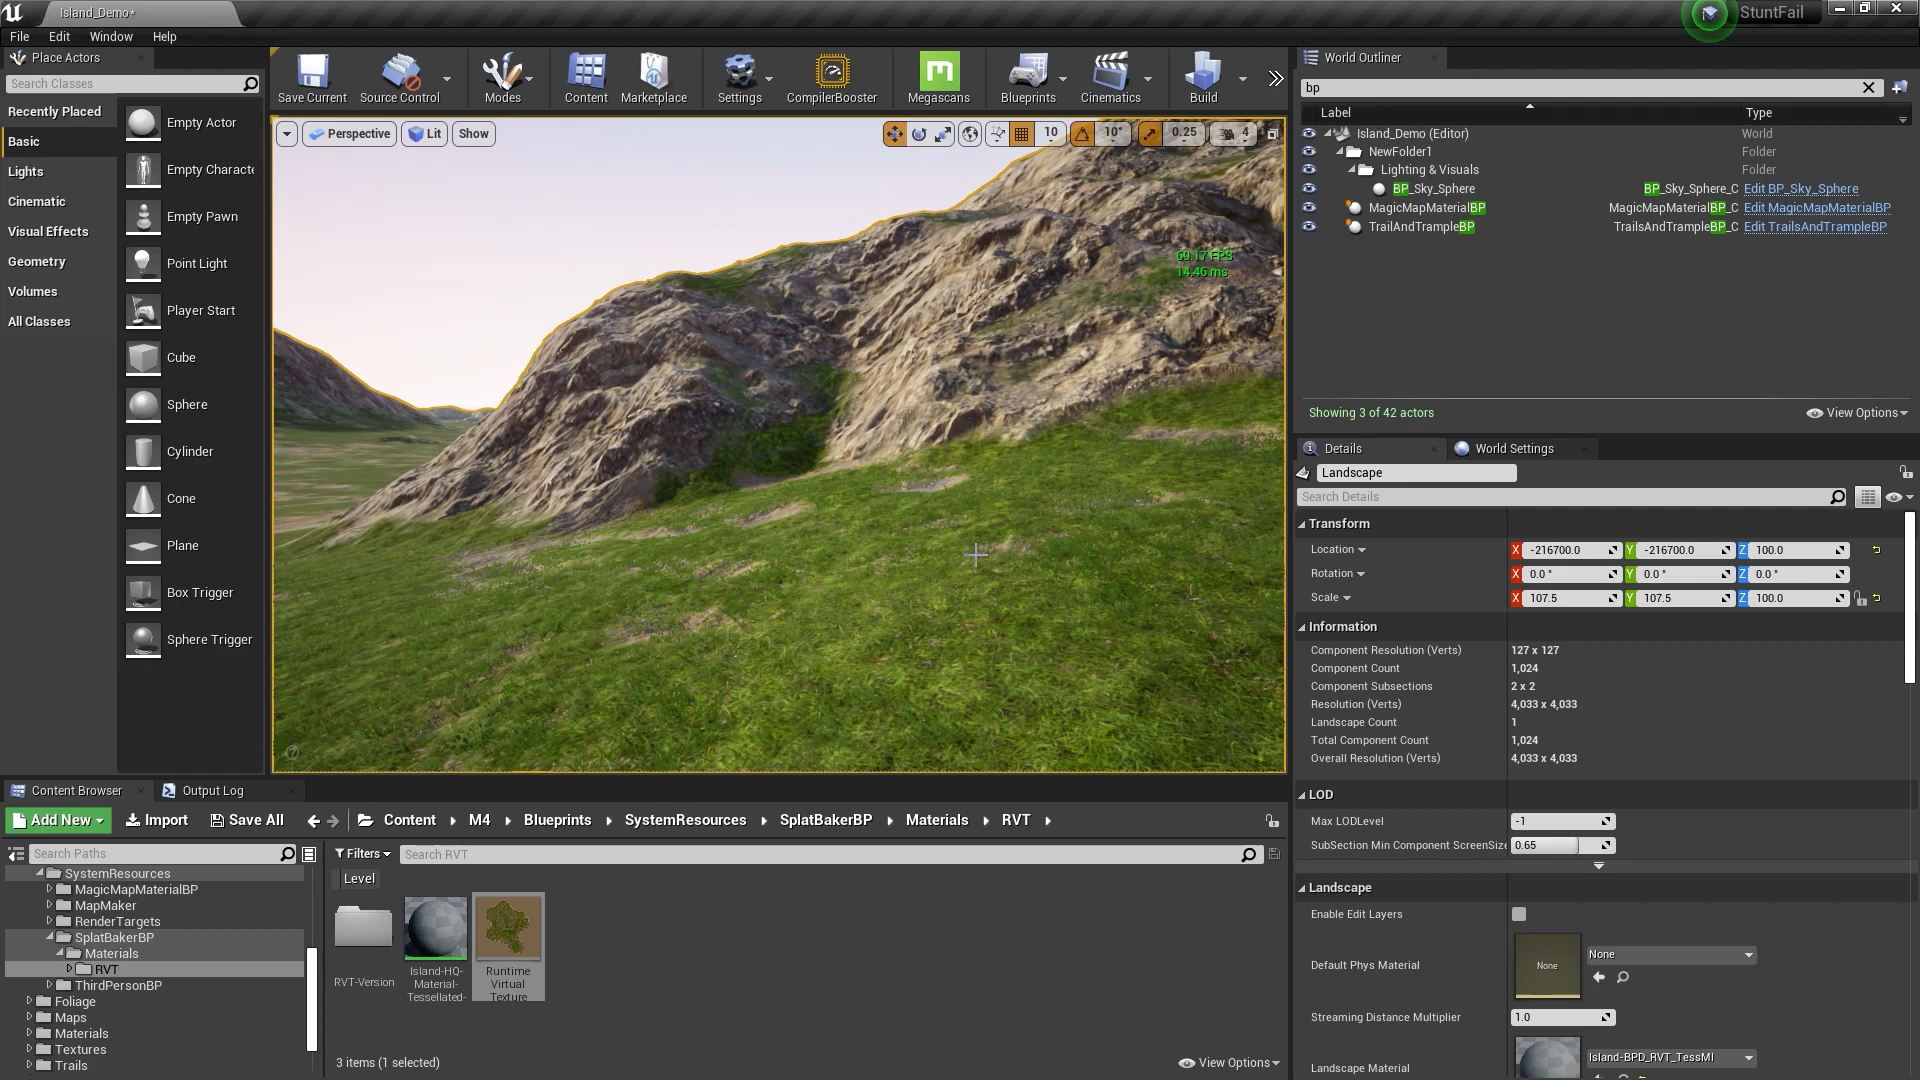 Island_Demo*
StuntFail
File Edit Window Help
Place Actors
Search Classes
Recently Placed
Basic
Lights
Cinematic
Visual Effects
Geometry
Volumes
All Classes
Empty Actor
Empty Characte
Empty Pawn
Point Light
Player Start
Cube
Sphere
Cylinder
Cone
Plane
Box Trigger
Sphere Trigger
Save Current
Source Control
Modes
Content
Marketplace
Settings
CompilerBooster
Megascans
Blueprints
Cinematics
Build
Perspective
Lit
Show
10
10°
0.25
4
69.17 FPS
14.46 ms
World Outliner
bp
Label Type
Island_Demo (Editor) World
NewFolder1 Folder
Lighting & Visuals Folder
BP_Sky_Sphere BP_Sky_Sphere_C Edit BP_Sky_Sphere
MagicMapMaterialBP MagicMapMaterialBP_C Edit MagicMapMaterialBP
TrailAndTrampleBP TrailsAndTrampleBP_C Edit TrailsAndTrampleBP
Showing 3 of 42 actors
View Options
Details
World Settings
Landscape
Search Details
Transform
Location X -216700.0 Y -216700.0 Z 100.0
Rotation X 0.0 ° Y 0.0 ° Z 0.0 °
Scale X 107.5 Y 107.5 Z 100.0
Information
Component Resolution (Verts) 127 x 127
Component Count 1,024
Component Subsections 2 x 2
Resolution (Verts) 4,033 x 4,033
Landscape Count 1
Total Component Count 1,024
Overall Resolution (Verts) 4,033 x 4,033
LOD
Max LODLevel -1
SubSection Min Component ScreenSize 0.65
Landscape
Enable Edit Layers
Default Phys Material None None
Streaming Distance Multiplier 1.0
Landscape Material Island-BPD_RVT_TessMI
Content Browser
Output Log
Add New
Import
Save All
Content M4 Blueprints SystemResources SplatBakerBP Materials RVT
Search Paths
SystemResources
MagicMapMaterialBP
MapMaker
RenderTargets
SplatBakerBP
Materials
RVT
ThirdPersonBP
Foliage
Maps
Materials
Textures
Trails
Filters
Search RVT
Level
RVT-Version
Island-HQ-
Material-
Tessellated-
Runtime
Virtual
Texture
3 items (1 selected)
View Options